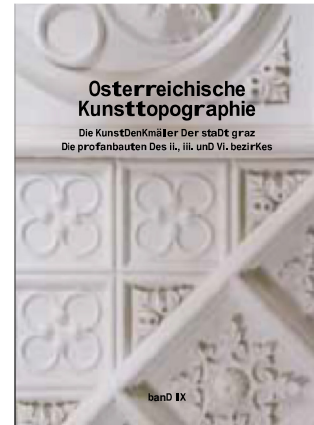 Osterreichische
Kunsttopographie
Die KunstDenKmäler Der staDt graz
Die profanbauten Des ii., iii. unD Vi. bezirKes
banD IX